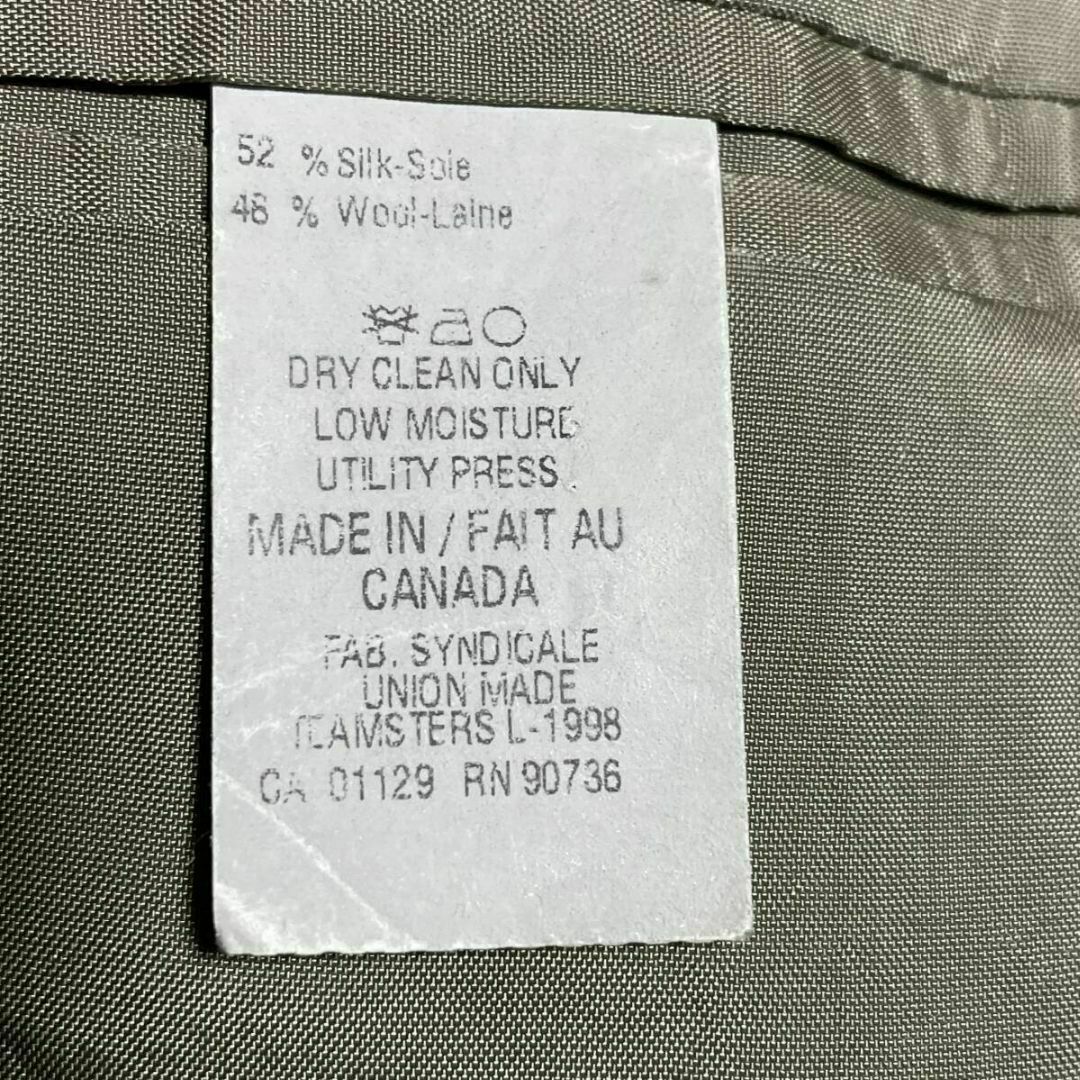 52 % Silk-Soie
48 % Wool-Laine
DRY CLEAN ONLY
LOW MOISTURE
UTILITY PRESS.
MADE IN / FAIT AU
CANADA
FAB. SYNDICALE
UNION MADE
TEAMSTERS L-1998
CA 01129 RN 90736